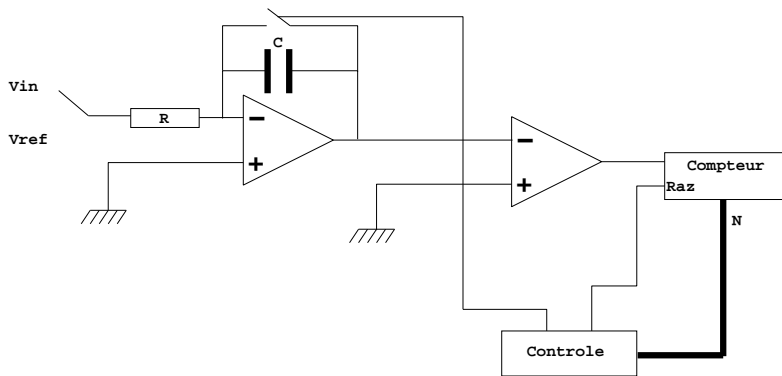 C
Vin
R
Vref
Compteur
Raz
N
Controle